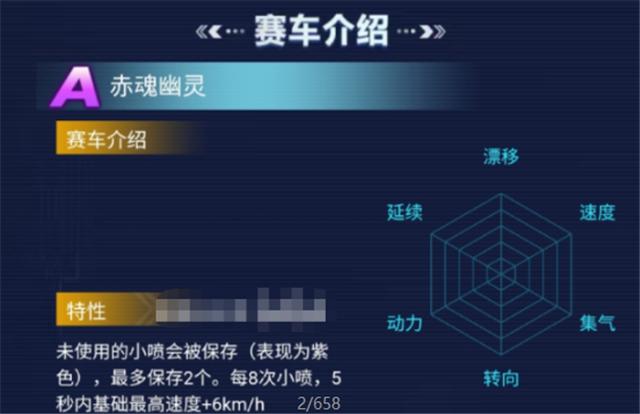 赛车介绍
A 赤魂幽灵
赛车介绍
漂移
延续
速度
动力
集气
转向
特性
未使用的小喷会被保存（表现为紫
色），最多保存2个。每8次小喷，5
秒内基础最高速度+6km/h
2/658